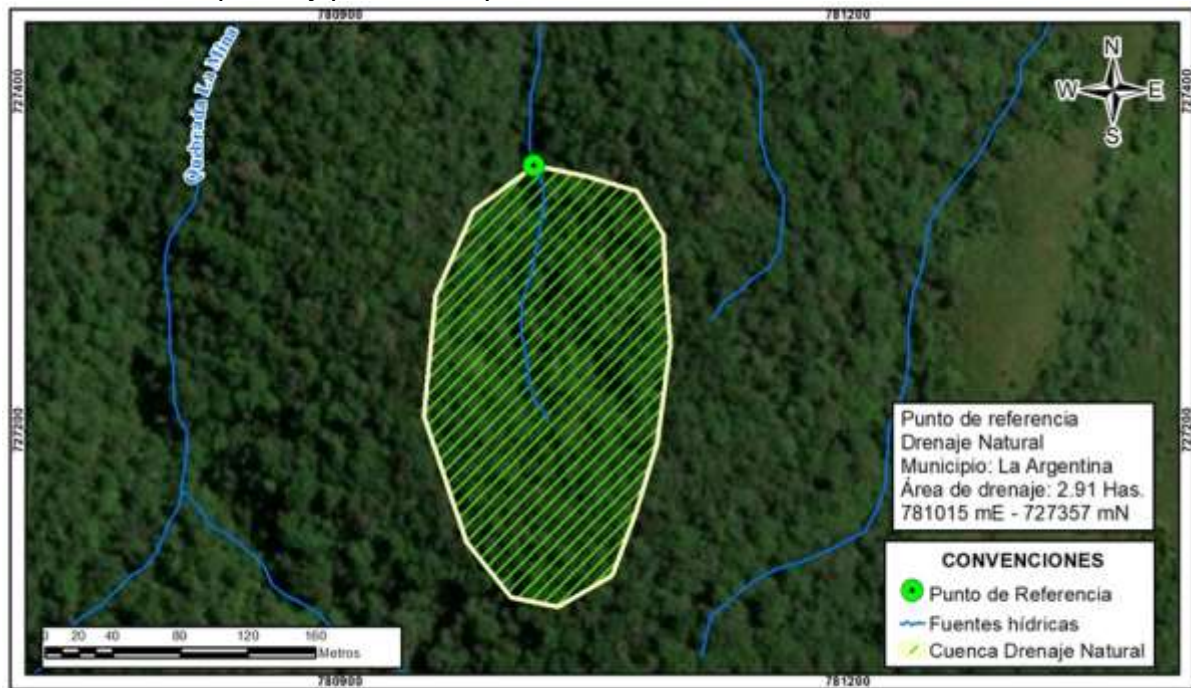 780900
781200
727400
727400
Quebrada La Mina
N
W
E
S
727200
727200
Punto de referencia
Drenaje Natural
Municipio: La Argentina
Área de drenaje: 2.91 Has.
781015 mE - 727357 mN
CONVENCIONES
Punto de Referencia
Fuentes hídricas
Cuenca Drenaje Natural
0 20 40 80 120 160
Metros
780900
781200